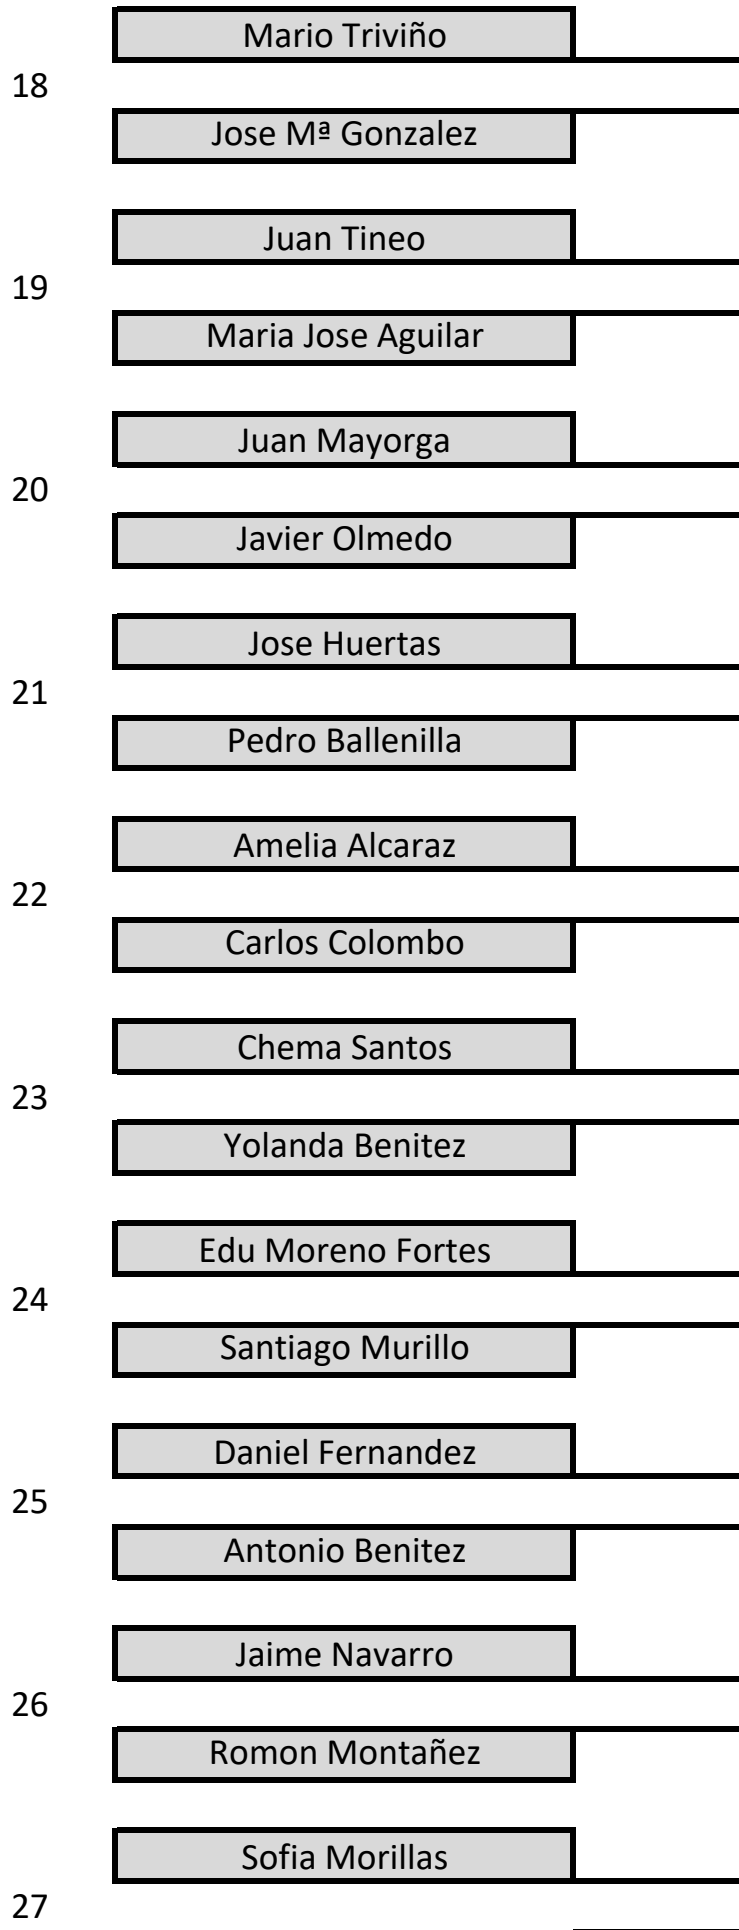 Mario Triviño
18
Jose Mª Gonzalez
Juan Tineo
19
Maria Jose Aguilar
Juan Mayorga
20
Javier Olmedo
Jose Huertas
21
Pedro Ballenilla
Amelia Alcaraz
22
Carlos Colombo
Chema Santos
23
Yolanda Benitez
Edu Moreno Fortes
24
Santiago Murillo
Daniel Fernandez
25
Antonio Benitez
Jaime Navarro
26
Romon Montañez
Sofia Morillas
27